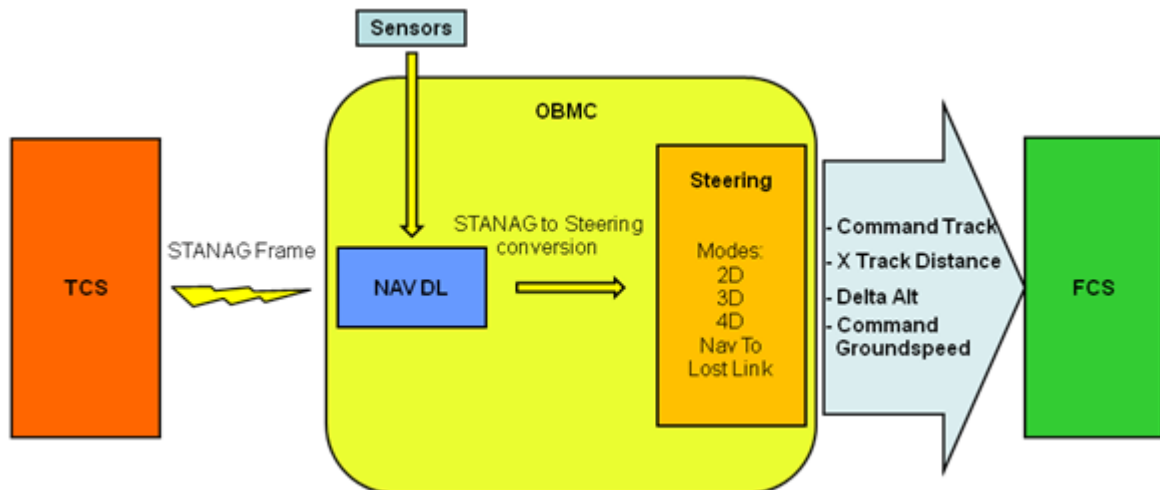 Sensors
OBMC
TCS
STANAG Frame
NAV DL
STANAG to Steering
conversion
Steering
Modes:
2D
3D
4D
Nav To
Lost Link
- Command Track
- X Track Distance
- Delta Alt
- Command
Groundspeed
FCS